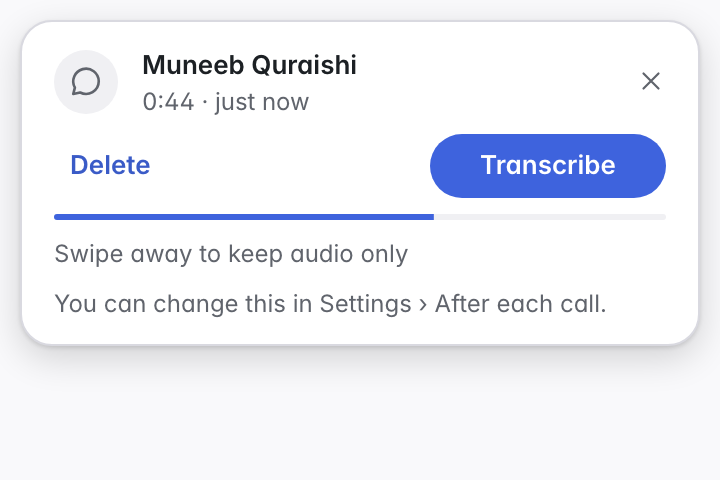 Muneeb Quraishi
0:44 · just now
Delete
Transcribe
Swipe away to keep audio only
You can change this in Settings › After each call.